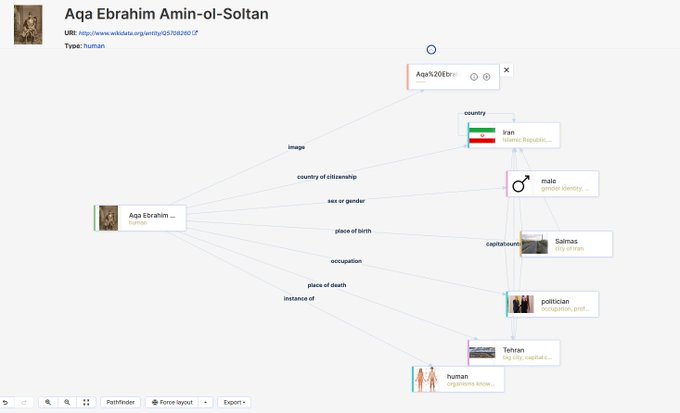 Aqa Ebrahim Amin-ol-Soltan
URI: http://www.wikidata.org/entity/Q5708260
Type: human
Aqa%20Ebra
image
country
Iran
Islamic Republic,...
country of citizenship
male
gender identity, ...
sex or gender
Aqa Ebrahim ...
human
place of birth
Salmas
city of Iran
occupation
politician
occupation, prof...
place of death
instance of
Tehran
big city, capital c...
human
organisms know...
Pathfinder
Force layout
Export